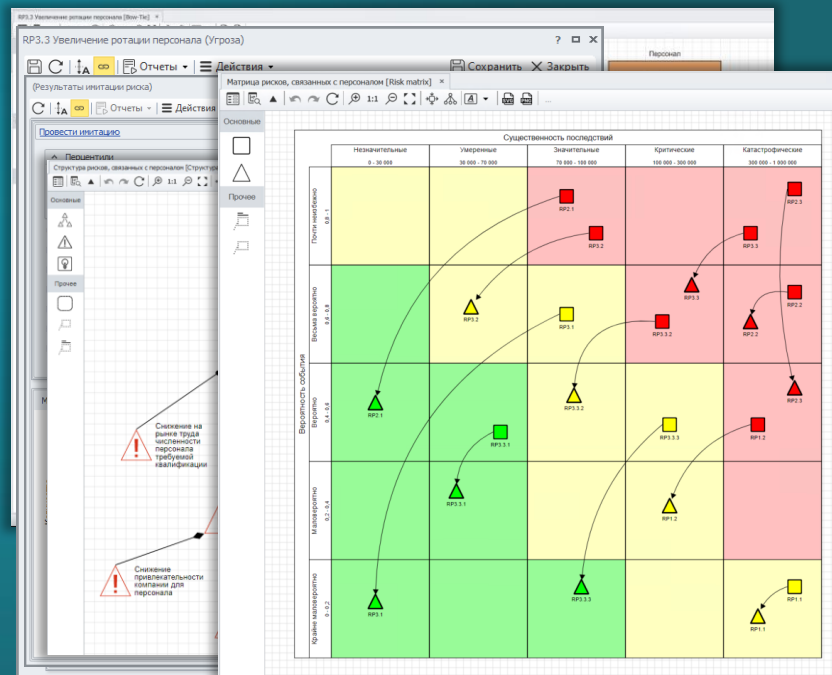 RP3.3 Увеличение ротации персонала [Bow-Tie] ×
Персонал
RP3.3 Увеличение ротации персонала (Угроза)
Отчеты
Действия
Сохранить
Закрыть
(Результаты имитации риска)
Отчеты
Действия
Провести имитацию
Перцентили
Структура рисков, связанных с персоналом [Структур
1:1
Основные
Прочее
Снижение на
рынке труда
численности
персонала
требуемой
квалификации
Снижение
привлекательности
компании для
персонала
Матрица рисков, связанных с персоналом [Risk matrix] ×
1:1
Основные
Прочее
Существенность последствий
Незначительные
0 - 30 000
Умеренные
30 000 - 70 000
Значительные
70 000 - 100 000
Критические
100 000 - 300 000
Катастрофические
300 000 - 1 000 000
Вероятность события
Почти неизбежно
0,8 - 1
RP2.1
RP3.2
RP3.3
RP2.3
Весьма вероятно
0,6 - 0,8
RP3.2
RP3.1
RP3.3
RP3.3.2
RP2.2
RP2.2
Вероятно
0,4 - 0,6
RP2.1
RP3.3.1
RP3.3.2
RP3.3.3
RP2.3
RP1.2
Маловероятно
0,2 - 0,4
RP3.3.1
RP1.2
Крайне маловероятно
0 - 0,2
RP3.1
RP3.3.3
RP1.1
RP1.1